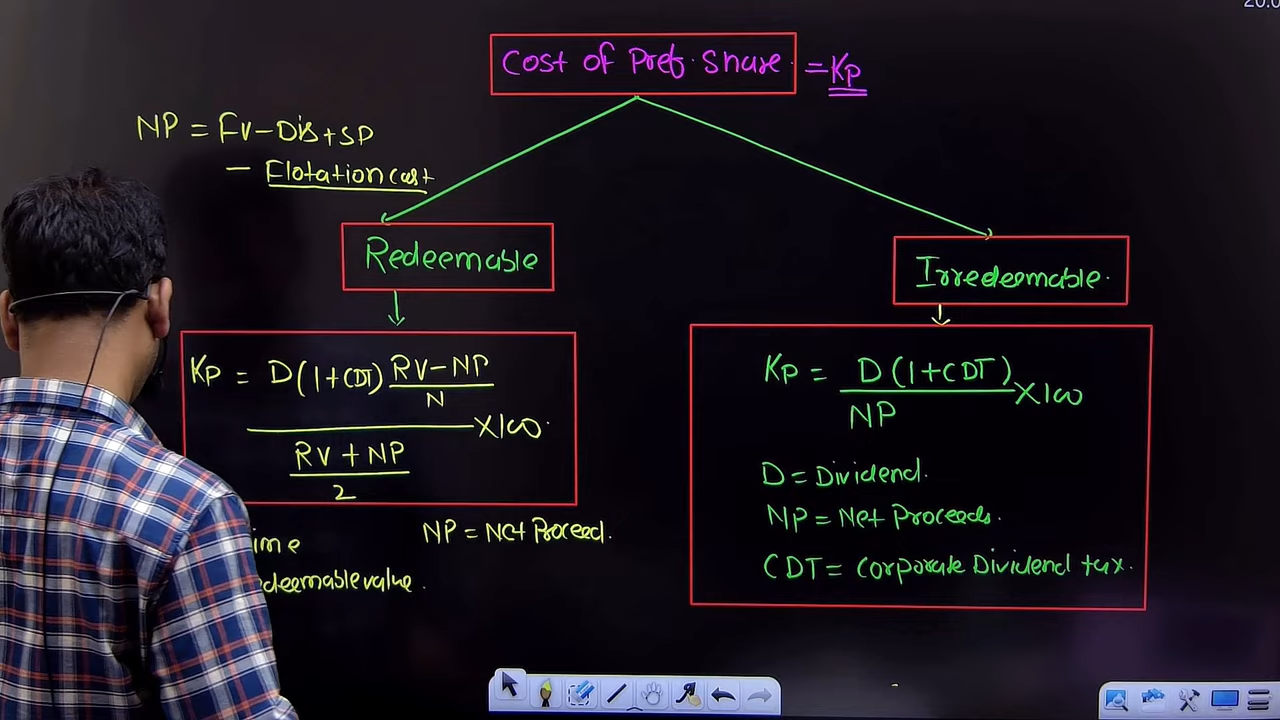 Cost of Pref. Share. = Kp
NP = FV - Dis + SP
- Flotation cost
Redeemable
Irredeemable.
Kp = D(1+CDT) RV-NP
N
X100.
RV + NP
2
Kp = D(1+CDT) X100
NP
D = Dividend.
NP = Net Proceeds.
CDT = Corporate Dividend tax.
ime
NP = Net Proceed.
deemable value.